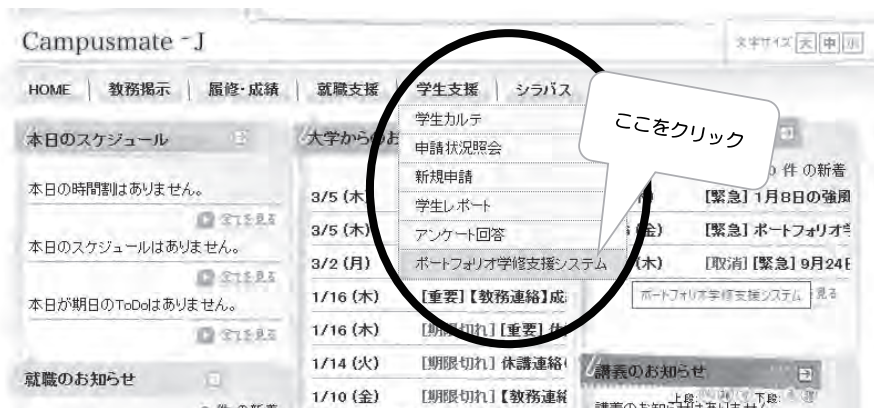 Campusmate-J
文字サイズ 大 中 小
HOME 教務掲示 履修・成績 就職支援 学生支援 シラバス
学生カルテ
申請状況照会
新規申請
学生レポート
アンケート回答
ポートフォリオ学修支援システム
ここをクリック
本日のスケジュール
本日の時間割はありません。
全てを見る
本日のスケジュールはありません。
全てを見る
本日が期日のToDoはありません。
全てを見る
就職のお知らせ
大学からのお
3/5 (木)
3/5 (木)
3/2 (月)
1/16 (木) [重要]【教務連絡】成
1/16 (木) [期限切れ] [重要]
1/14 (火) [期限切れ] 休講連絡
1/10 (金) [期限切れ]【教務連絡
件 の新着
[緊急] 1月8日の強風
(金) [緊急] ポートフォリオ
(木) [取消] [緊急] 9月24日
ポートフォリオ学修支援システム
見る
講義のお知らせ
上段: 下段: